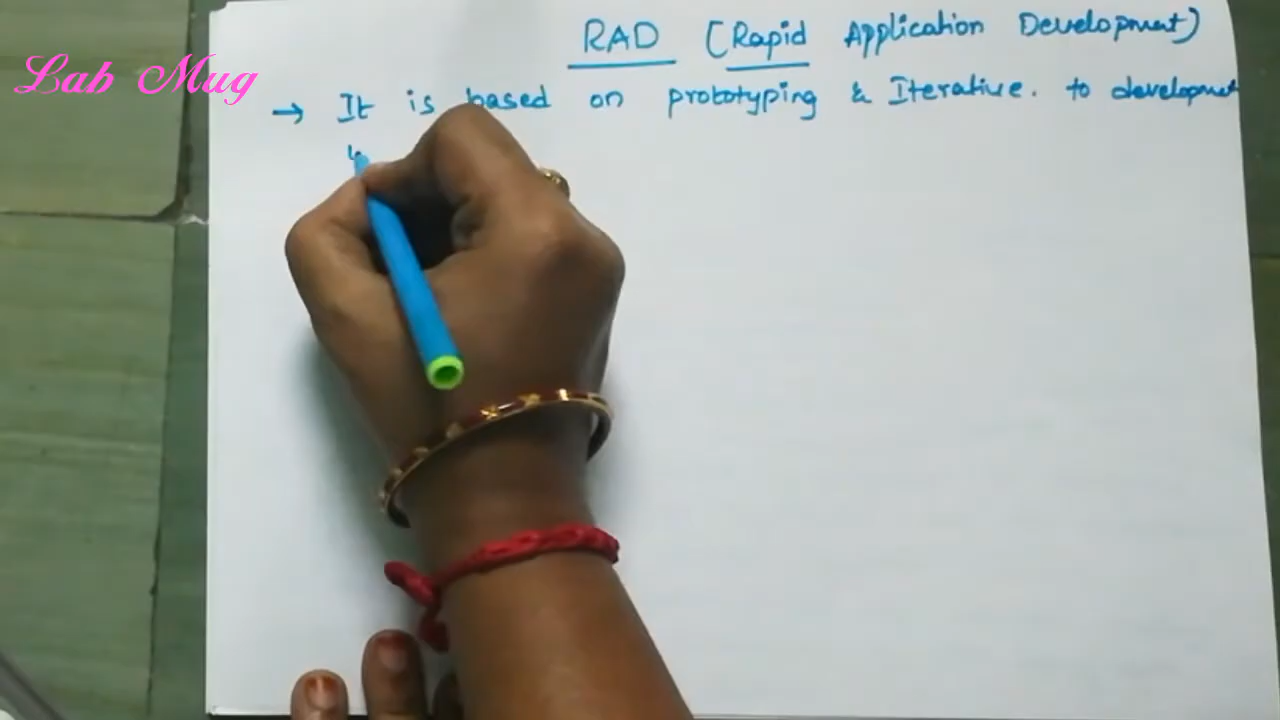 Lab Mug
RAD (Rapid Application Development)
→ It is based on prototyping & Iterative. to development